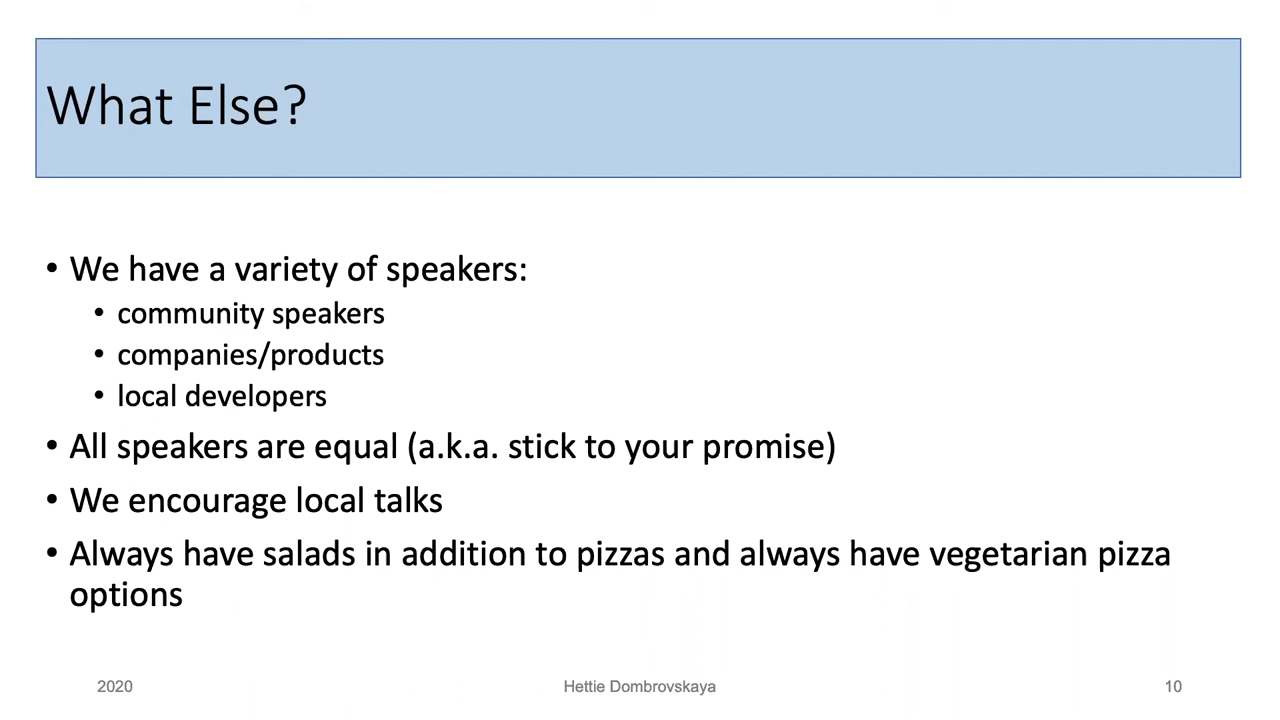 What Else?
• We have a variety of speakers:
• community speakers
• companies/products
• local developers
• All speakers are equal (a.k.a. stick to your promise)
• We encourage local talks
• Always have salads in addition to pizzas and always have vegetarian pizza
options
2020
Hettie Dombrovskaya
10